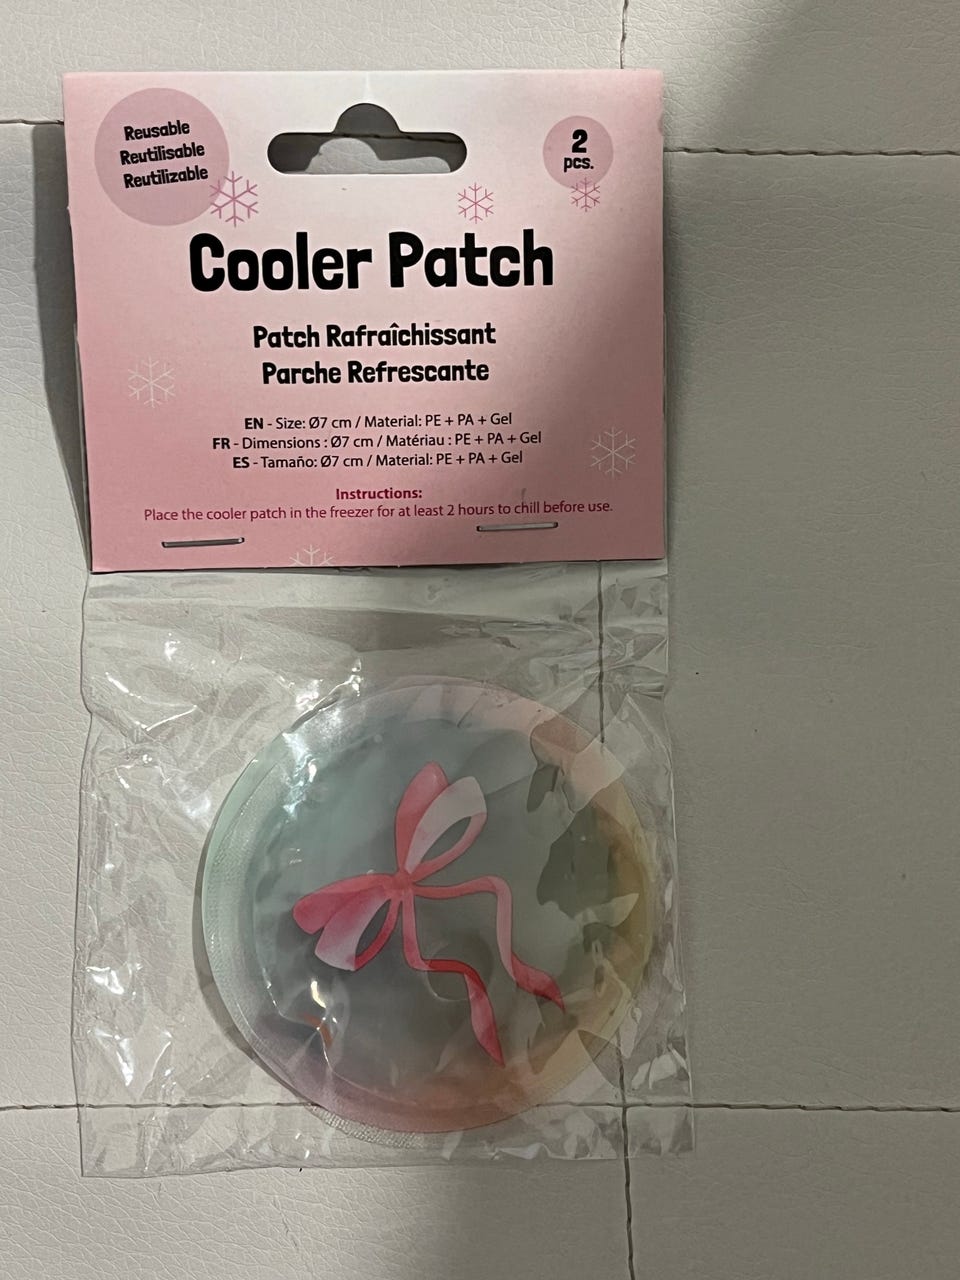 Reusable
Reutilisable
Reutilizable
2
pcs.
Cooler Patch
Patch Rafraîchissant
Parche Refrescante
EN - Size: Ø7 cm / Material: PE + PA + Gel
FR - Dimensions : Ø7 cm / Matériau : PE + PA + Gel
ES - Tamaño: Ø7 cm / Material: PE + PA + Gel
Instructions:
Place the cooler patch in the freezer for at least 2 hours to chill before use.